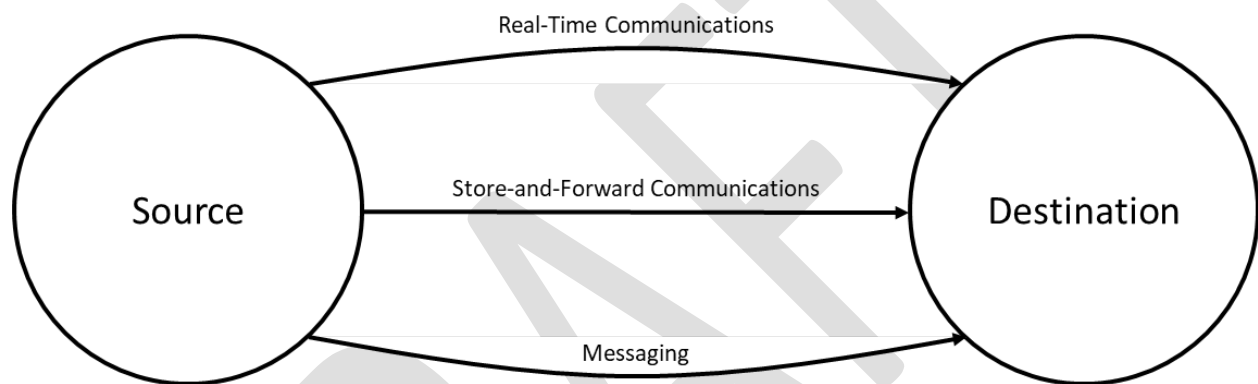 Real-Time Communications
Source
Store-and-Forward Communications
Destination
Messaging